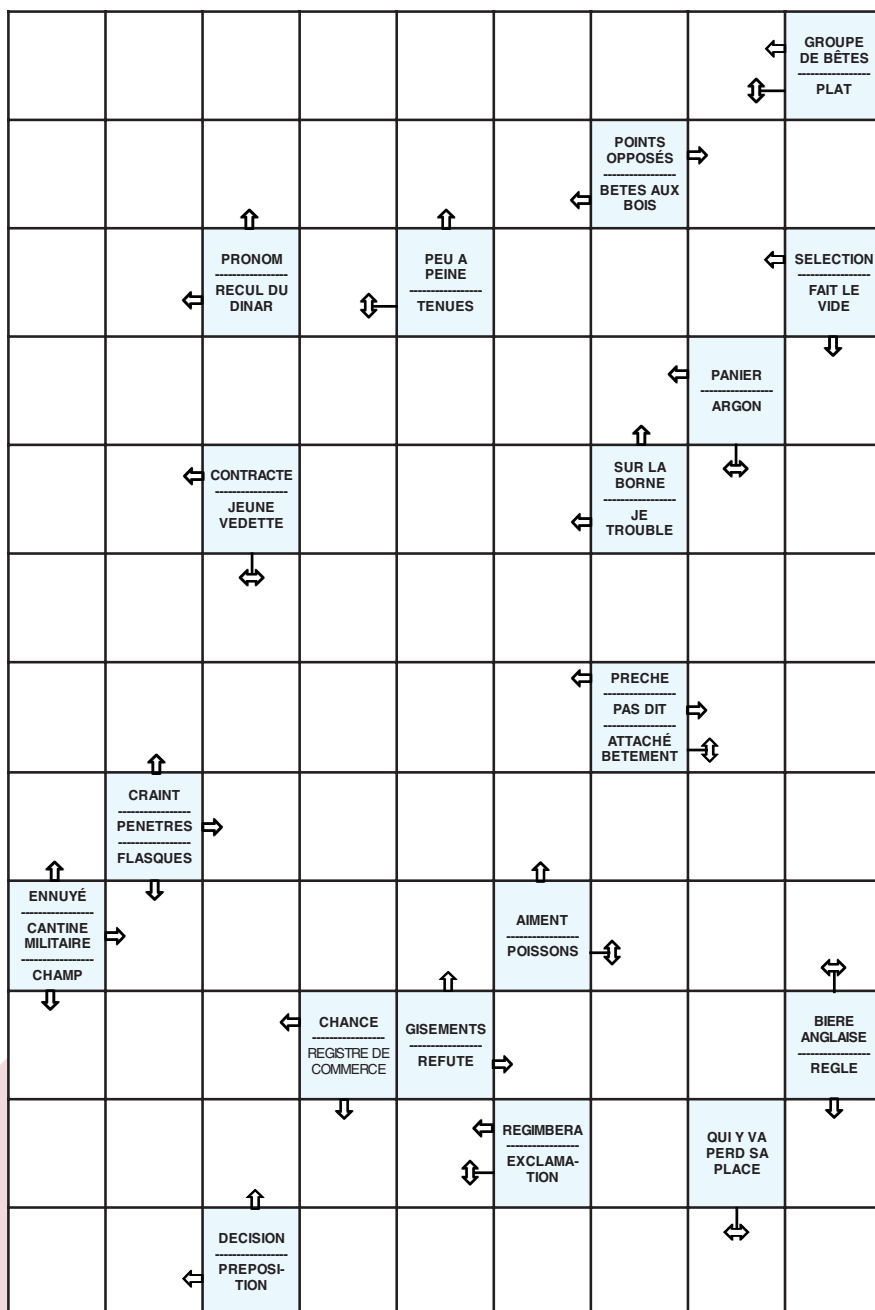 GROUPE
DE BÊTES
-----------------
PLAT
POINTS
OPPOSÉS
-----------------
BETES AUX
BOIS
PRONOM
-----------------
RECUL DU
DINAR
PEU A
PEINE
-----------------
TENUES
SELECTION
-----------------
FAIT LE
VIDE
PANIER
-----------------
ARGON
CONTRACTE
-----------------
JEUNE
VEDETTE
SUR LA
BORNE
-----------------
JE
TROUBLE
PRECHE
-----------------
PAS DIT
-----------------
ATTACHÉ
BETEMENT
CRAINT
-----------------
PENETRES
-----------------
FLASQUES
ENNUYÉ
-----------------
CANTINE
MILITAIRE
-----------------
CHAMP
AIMENT
-----------------
POISSONS
CHANCE
-----------------
REGISTRE DE
COMMERCE
GISEMENTS
-----------------
REFUTE
BIERE
ANGLAISE
-----------------
REGLE
REGIMBERA
-----------------
EXCLAMA-
TION
QUI Y VA
PERD SA
PLACE
DECISION
-----------------
PREPOSI-
TION